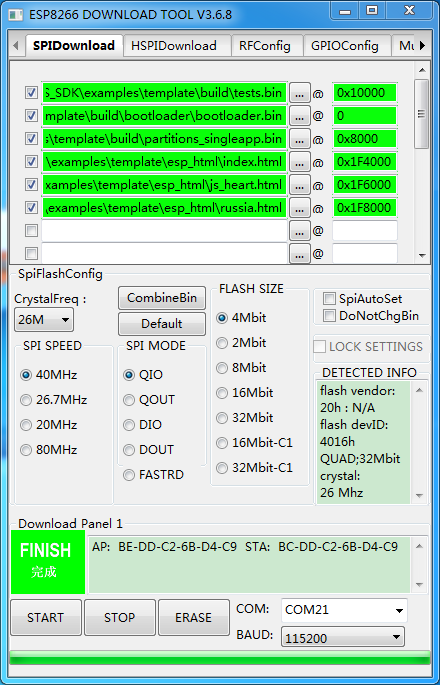 ESP8266 DOWNLOAD TOOL V3.6.8
SPIDownload HSPIDownload RFConfig GPIOConfig Mu
S_SDK\examples\template\build\tests.bin ... @ 0x10000
mplate\build\bootloader\bootloader.bin ... @ 0
s\template\build\partitions_singleapp.bin ... @ 0x8000
\examples\template\esp_html\index.html ... @ 0x1F4000
xamples\template\esp_html\js_heart.html ... @ 0x1F6000
\examples\template\esp_html\russia.html ... @ 0x1F8000
... @
... @
SpiFlashConfig
CrystalFreq :
26M
CombineBin
Default
SPI SPEED
40MHz
26.7MHz
20MHz
80MHz
SPI MODE
QIO
QOUT
DIO
DOUT
FASTRD
FLASH SIZE
4Mbit
2Mbit
8Mbit
16Mbit
32Mbit
16Mbit-C1
32Mbit-C1
SpiAutoSet
DoNotChgBin
LOCK SETTINGS
DETECTED INFO
flash vendor:
20h : N/A
flash devID:
4016h
QUAD;32Mbit
crystal:
26 Mhz
Download Panel 1
FINISH
完成
AP: BE-DD-C2-6B-D4-C9 STA: BC-DD-C2-6B-D4-C9
START STOP ERASE
COM: COM21
BAUD: 115200